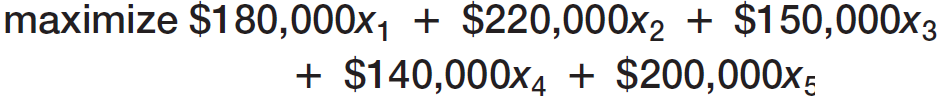 maximize $180,000x₁ + $220,000x₂ + $150,000x₃
+ $140,000x₄ + $200,000x₅